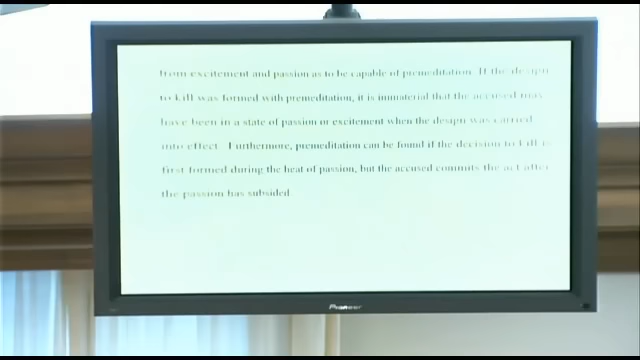 from excitement and passion as to be capable of premeditation. If the design
to kill was formed with premeditation, it is immaterial that the accused may
have been in a state of passion or excitement when the design was carried
into effect. Furthermore, premeditation can be found if the decision to kill is
first formed during the heat of passion, but the accused commits the act after
the passion has subsided.
Pioneer